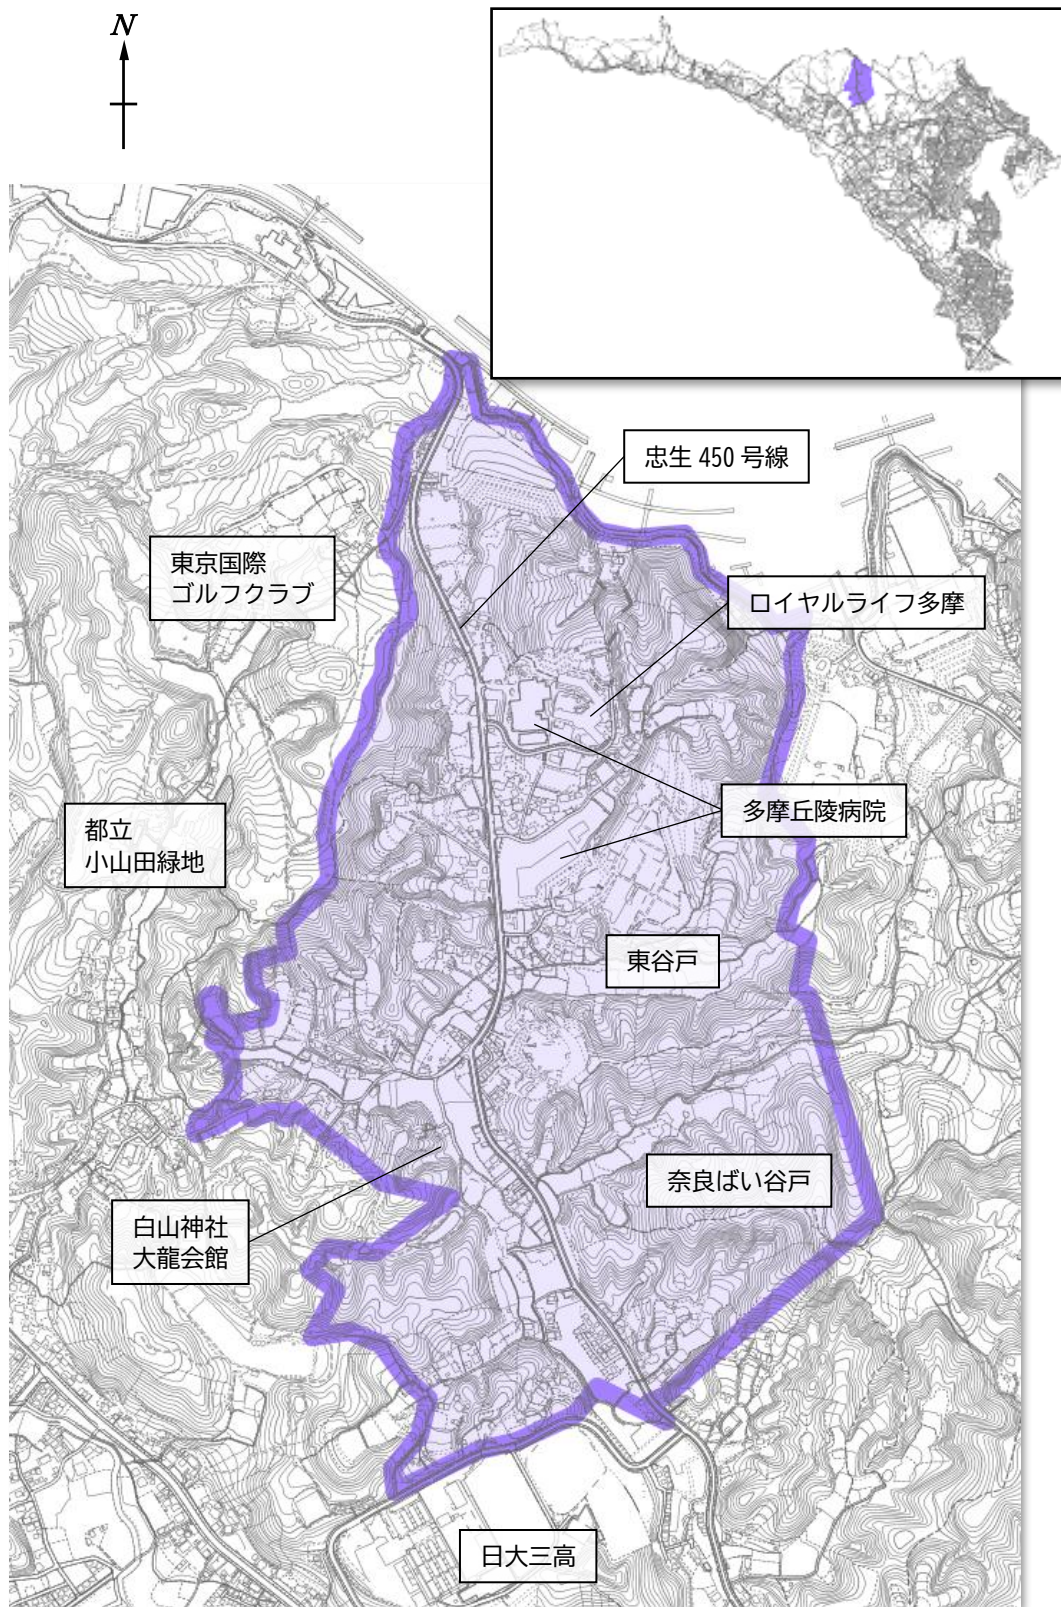 N
忠生 450 号線
東京国際
ゴルフクラブ
ロイヤルライフ多摩
都立
小山田緑地
多摩丘陵病院
東谷戸
奈良ばい谷戸
白山神社
大龍会館
日大三高